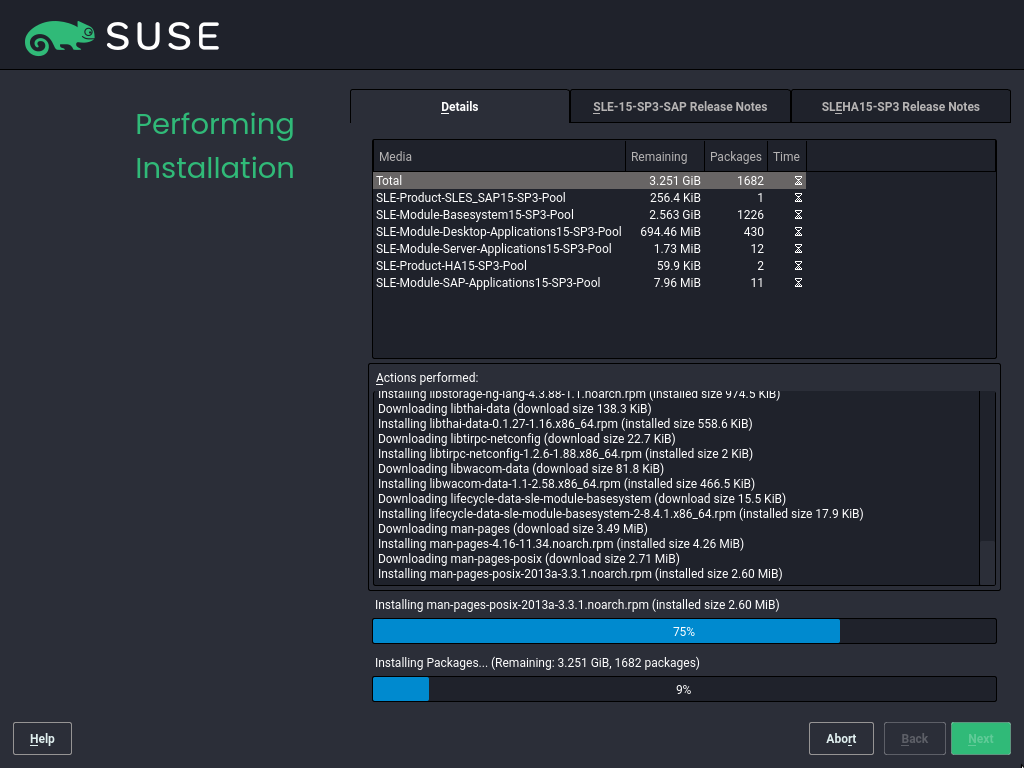 SUSE
Performing
Installation
Details SLE-15-SP3-SAP Release Notes SLEHA15-SP3 Release Notes
Media Remaining Packages Time
Total 3.251 GiB 1682
SLE-Product-SLES_SAP15-SP3-Pool 256.4 KiB 1
SLE-Module-Basesystem15-SP3-Pool 2.563 GiB 1226
SLE-Module-Desktop-Applications15-SP3-Pool 694.46 MiB 430
SLE-Module-Server-Applications15-SP3-Pool 1.73 MiB 12
SLE-Product-HA15-SP3-Pool 59.9 KiB 2
SLE-Module-SAP-Applications15-SP3-Pool 7.96 MiB 11
Actions performed:
Installing libstorage-ng-lang-4.3.88-1.1.noarch.rpm (installed size 974.5 KiB)
Downloading libthai-data (download size 138.3 KiB)
Installing libthai-data-0.1.27-1.16.x86_64.rpm (installed size 558.6 KiB)
Downloading libtirpc-netconfig (download size 22.7 KiB)
Installing libtirpc-netconfig-1.2.6-1.88.x86_64.rpm (installed size 2 KiB)
Downloading libwacom-data (download size 81.8 KiB)
Installing libwacom-data-1.1-2.58.x86_64.rpm (installed size 466.5 KiB)
Downloading lifecycle-data-sle-module-basesystem (download size 15.5 KiB)
Installing lifecycle-data-sle-module-basesystem-2-8.4.1.x86_64.rpm (installed size 17.9 KiB)
Downloading man-pages (download size 3.49 MiB)
Installing man-pages-4.16-11.34.noarch.rpm (installed size 4.26 MiB)
Downloading man-pages-posix (download size 2.71 MiB)
Installing man-pages-posix-2013a-3.3.1.noarch.rpm (installed size 2.60 MiB)
Installing man-pages-posix-2013a-3.3.1.noarch.rpm (installed size 2.60 MiB)
75%
Installing Packages... (Remaining: 3.251 GiB, 1682 packages)
9%
Help Abort Back Next